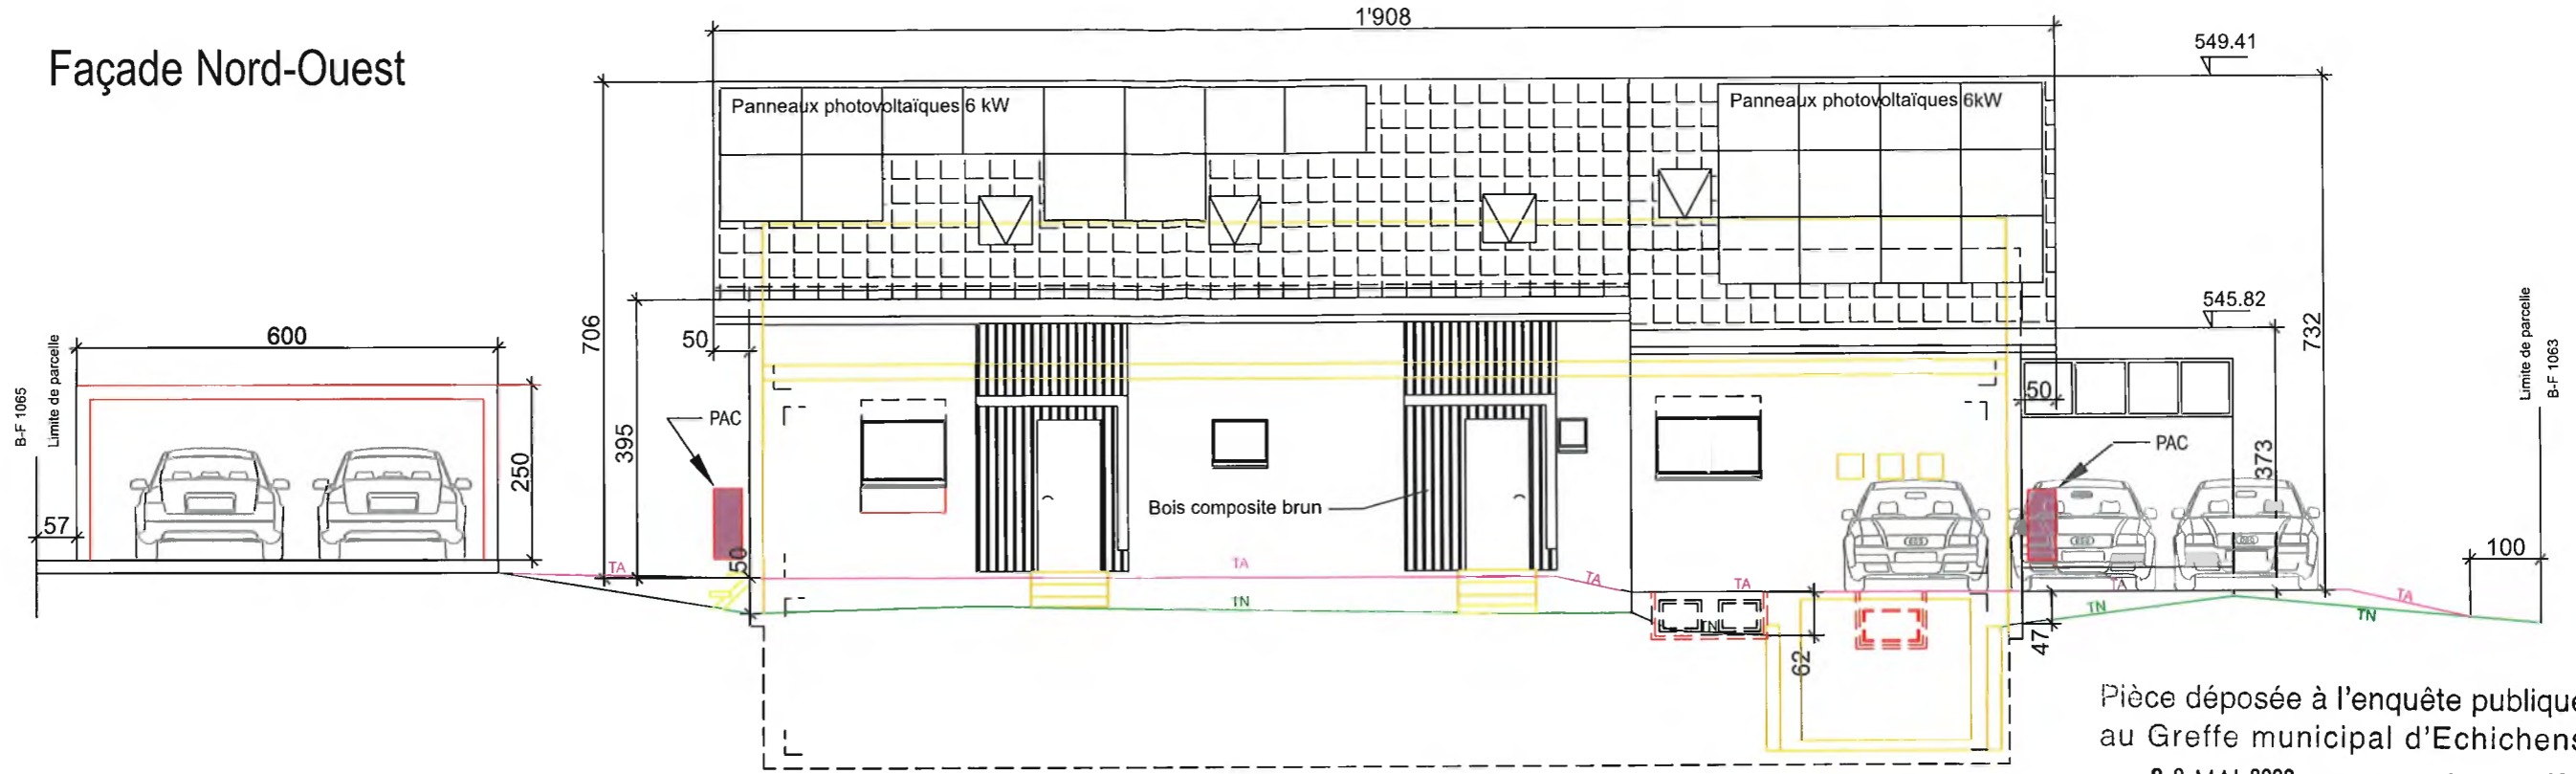 Façade Nord-Ouest
1'908
549.41
Panneaux photovoltaïques 6 kW
Panneaux photovoltaïques 6kW
706
732
545.82
600
50
395
B-F 1065
Limite de parcelle
Limite de parcelle
B-F 1063
50
PAC
PAC
250
373
57
Bois composite brun
50
100
TA
TA
TA
TA
TA
TA
TN
TN
TN
TN
62
47
Pièce déposée à l'enquête publique
au Greffe municipal d'Echichens